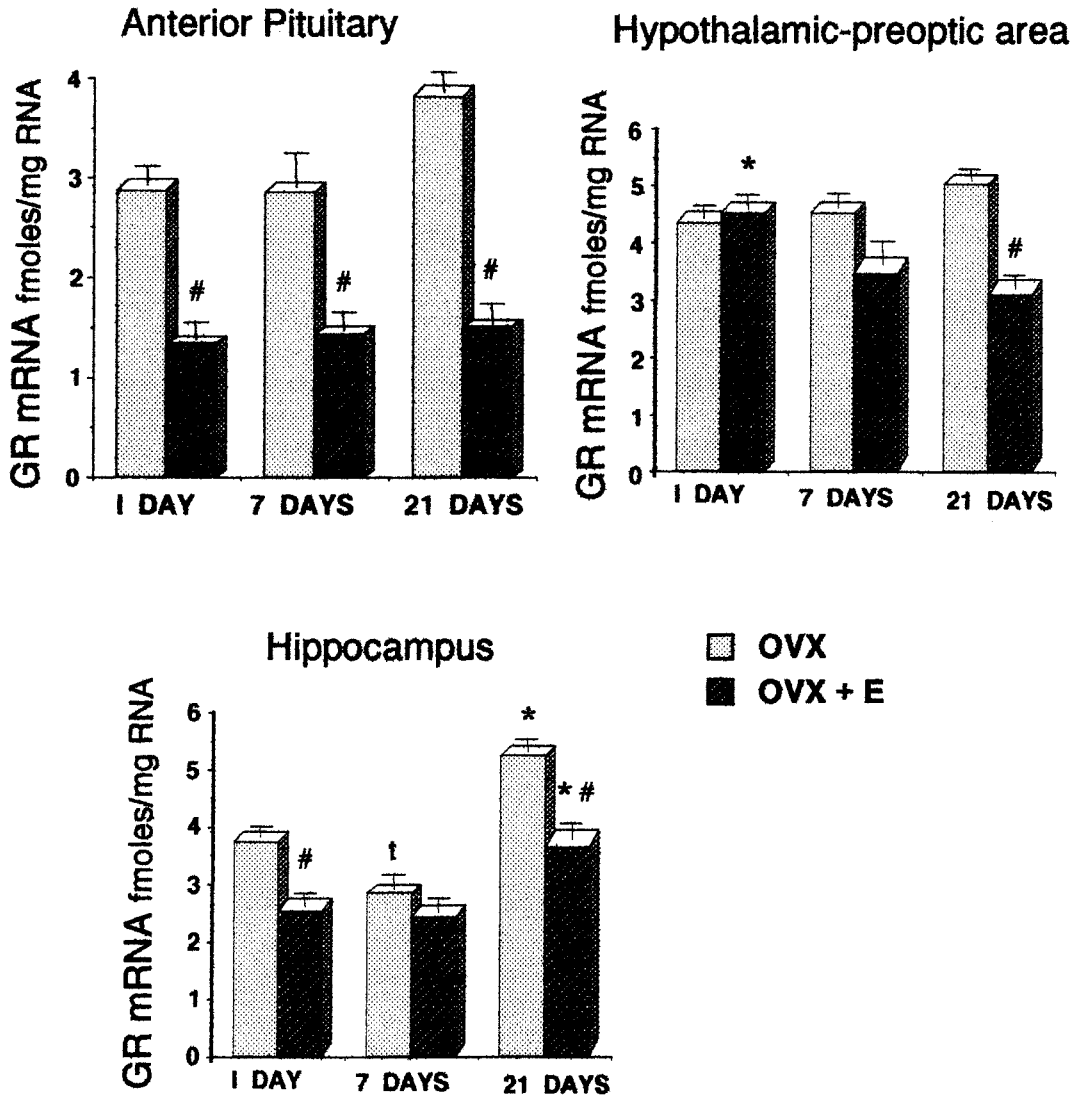 Anterior Pituitary
GR mRNA fmoles/mg RNA
4
3
2
1
0
#
#
#
1 DAY 7 DAYS 21 DAYS
Hypothalamic-preoptic area
GR mRNA fmoles/mg RNA
6
5
4
3
2
1
0
*
#
1 DAY 7 DAYS 21 DAYS
Hippocampus
GR mRNA fmoles/mg RNA
6
5
4
3
2
1
0
#
t
*
* #
1 DAY 7 DAYS 21 DAYS
OVX
OVX + E